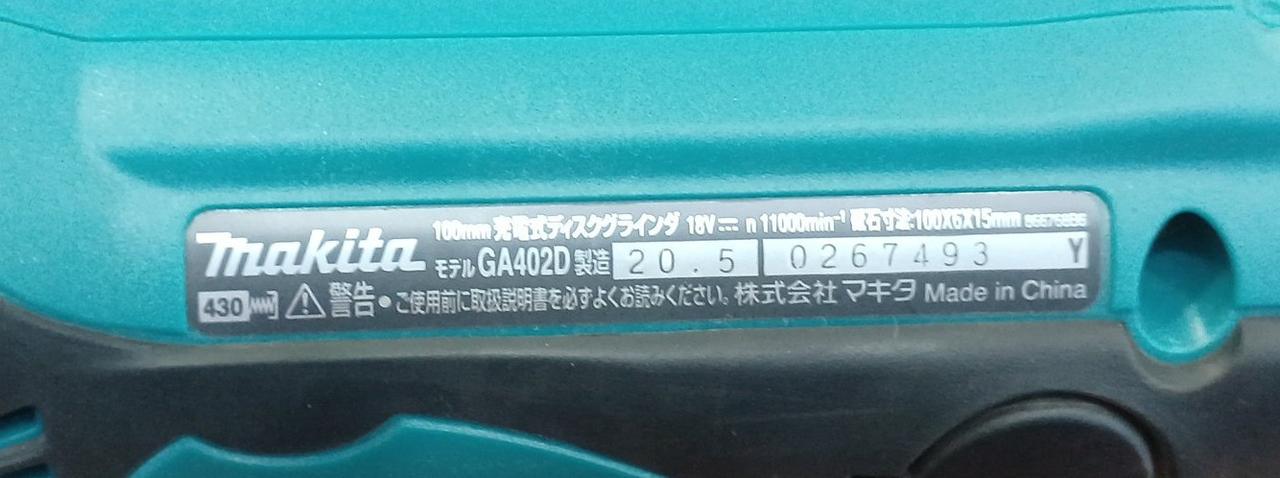 makita
100mm 充電式ディスクグラインダ 18V⎓ n 11000min⁻¹ 砥石寸法:100X6X15mm
モデル GA402D 製造 20.5 0267493 Y
430 警告●ご使用前に取扱説明書を必ずよくお読みください。株式会社 マキタ Made in China